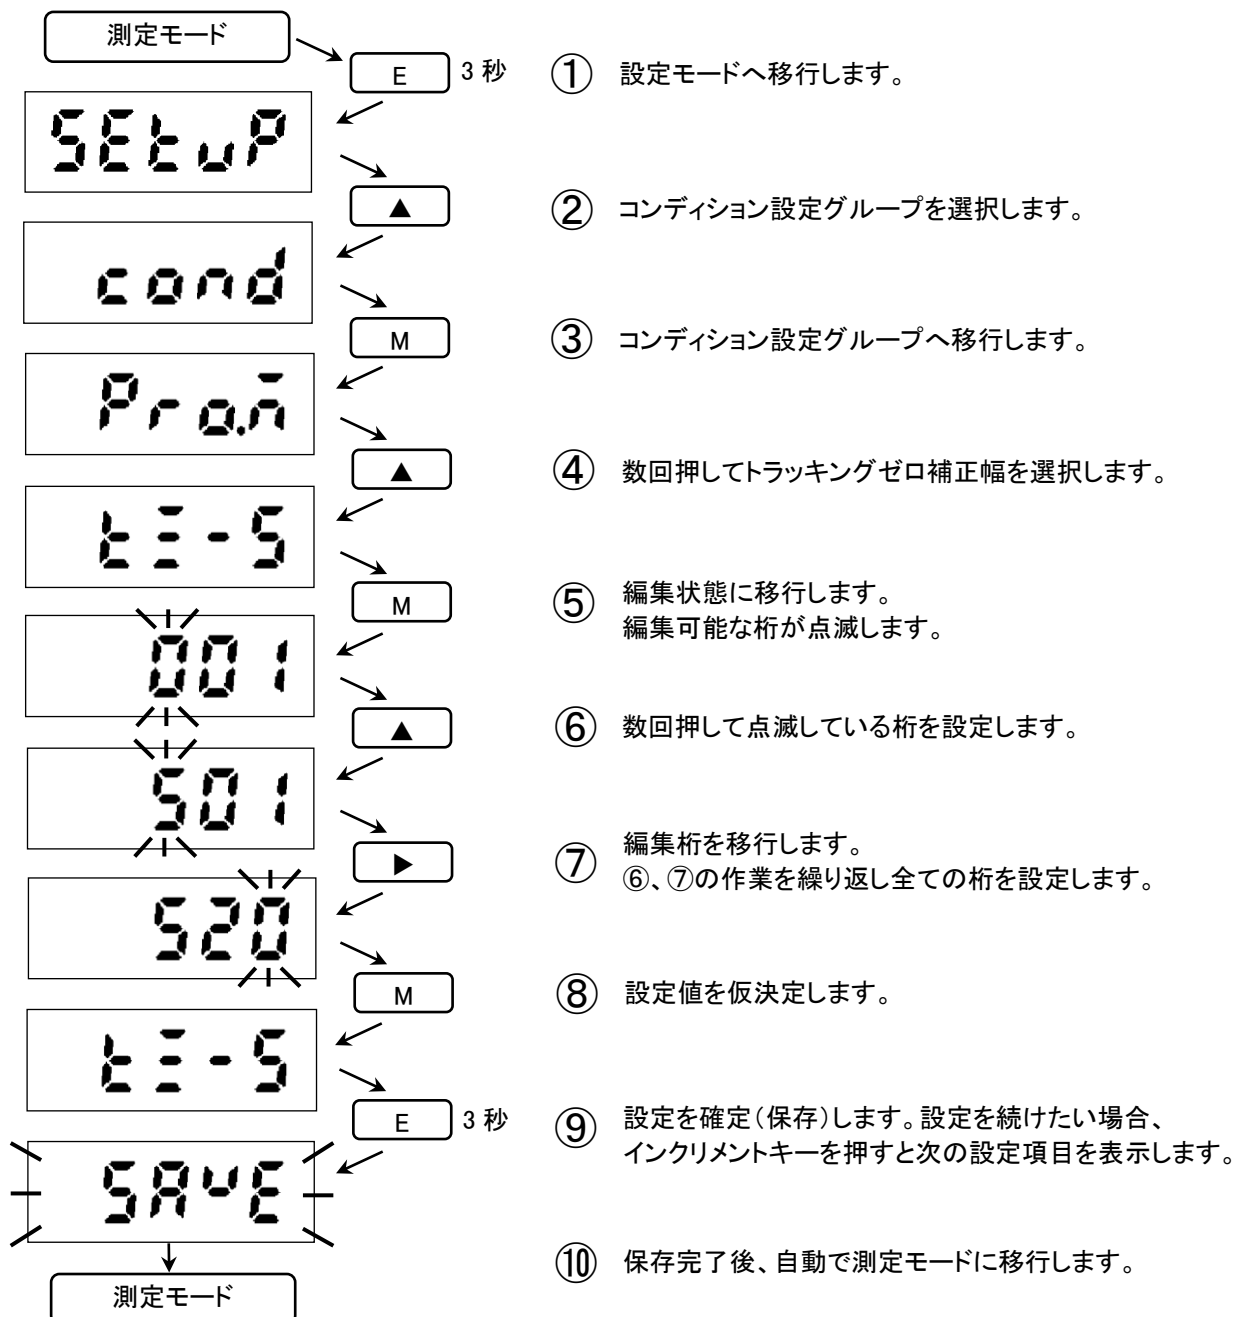 測定モード
E 3 秒 ① 設定モードへ移行します。
SEtuP
▲ ② コンディション設定グループを選択します。
cond
M ③ コンディション設定グループへ移行します。
Pro.ñ
▲ ④ 数回押してトラッキングゼロ補正幅を選択します。
tΞ-S
M ⑤ 編集状態に移行します。
編集可能な桁が点滅します。
001
▲ ⑥ 数回押して点滅している桁を設定します。
501
▶ ⑦ 編集桁を移行します。
⑥、⑦の作業を繰り返し全ての桁を設定します。
520
M ⑧ 設定値を仮決定します。
tΞ-S
E 3 秒 ⑨ 設定を確定(保存)します。設定を続けたい場合、
インクリメントキーを押すと次の設定項目を表示します。
SAvE
⑩ 保存完了後、自動で測定モードに移行します。
測定モード